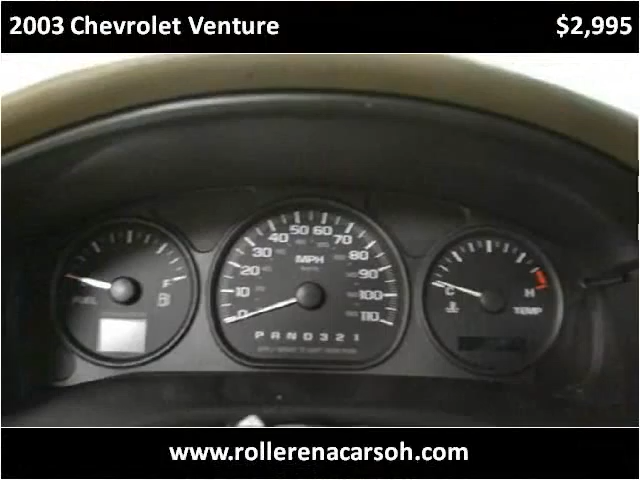 2003 Chevrolet Venture $2,995
50 60
40 70
30 80
MPH
20 90
10 100
0 110
FUEL F
C H
TEMP
P A N D 3 2 1
www.rollerenacarsoh.com